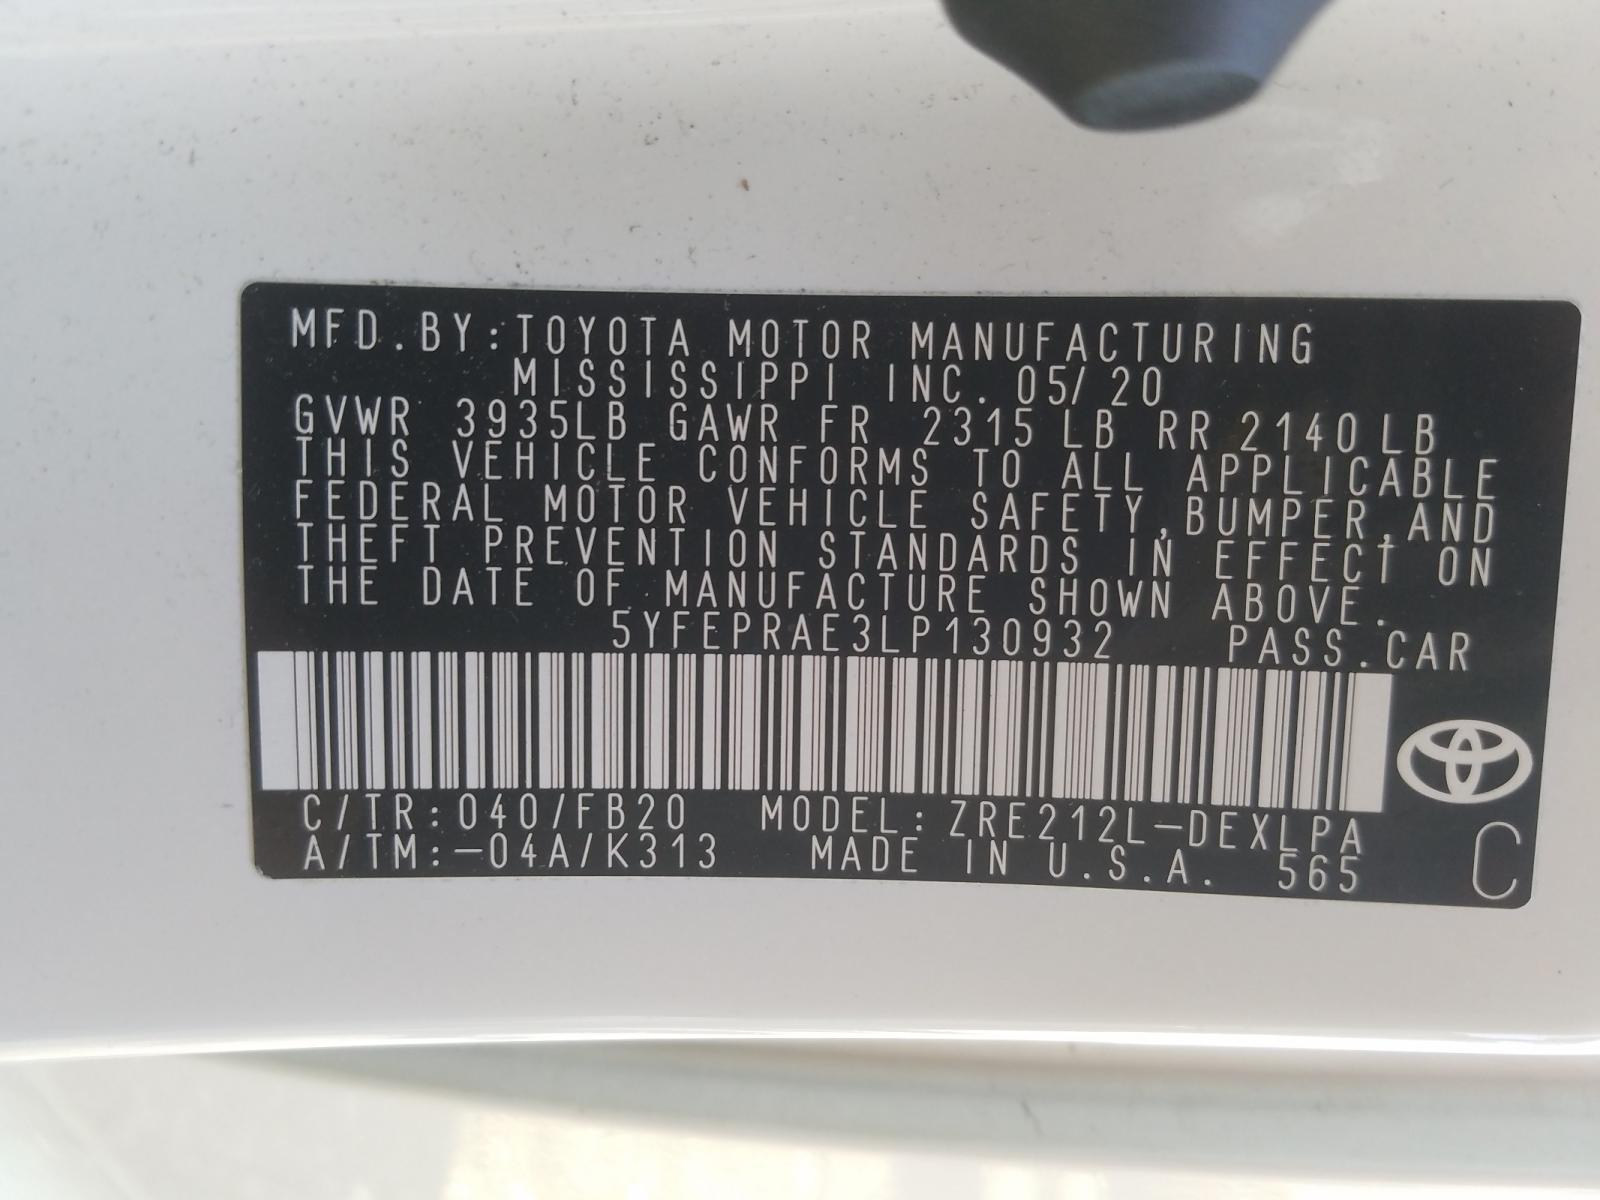 MFD.BY:TOYOTA MOTOR MANUFACTURING
MISSISSIPPI INC. 05/20
GVWR 3935LB GAWR FR 2315LB RR 2140LB
THIS VEHICLE CONFORMS TO ALL APPLICABLE
FEDERAL MOTOR VEHICLE SAFETY,BUMPER,AND
THEFT PREVENTION STANDARDS IN EFFECT ON
THE DATE OF MANUFACTURE SHOWN ABOVE.
5YFEPRAE3LP130932 PASS.CAR
C/TR:040/FB20 MODEL:ZRE212L-DEXLPA
A/TM:-04A/K313 MADE IN U.S.A. 565
C